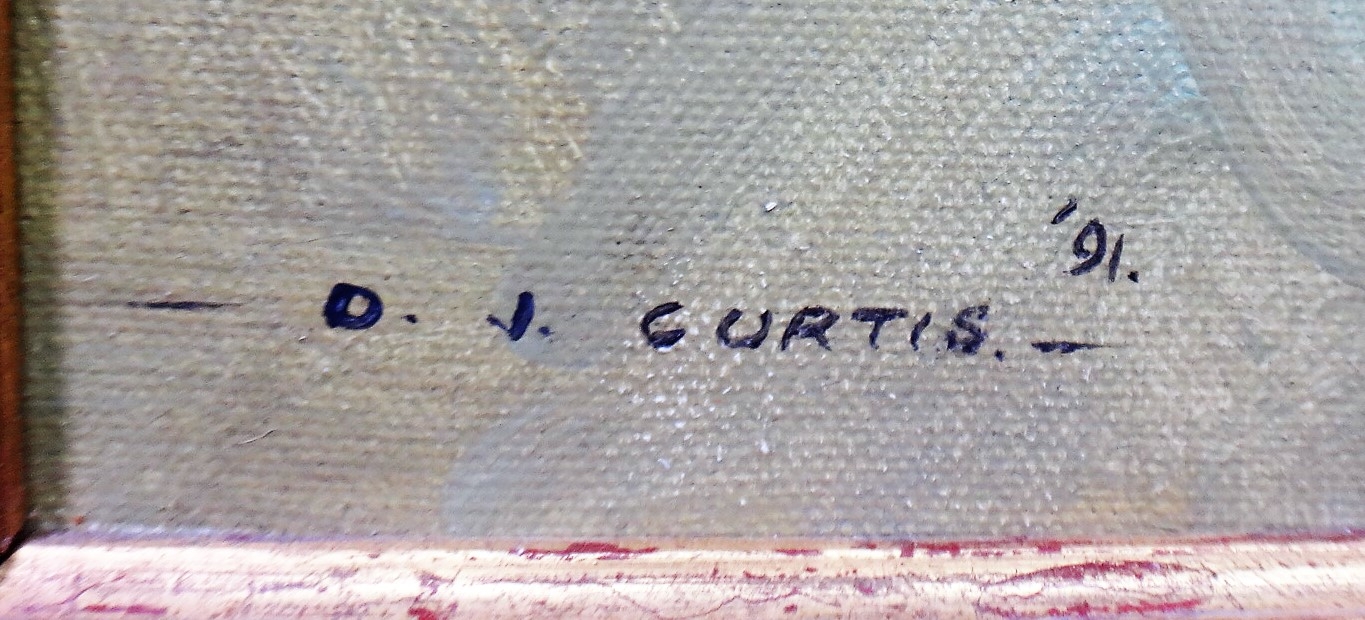 — D. J. CURTIS. —
'91.